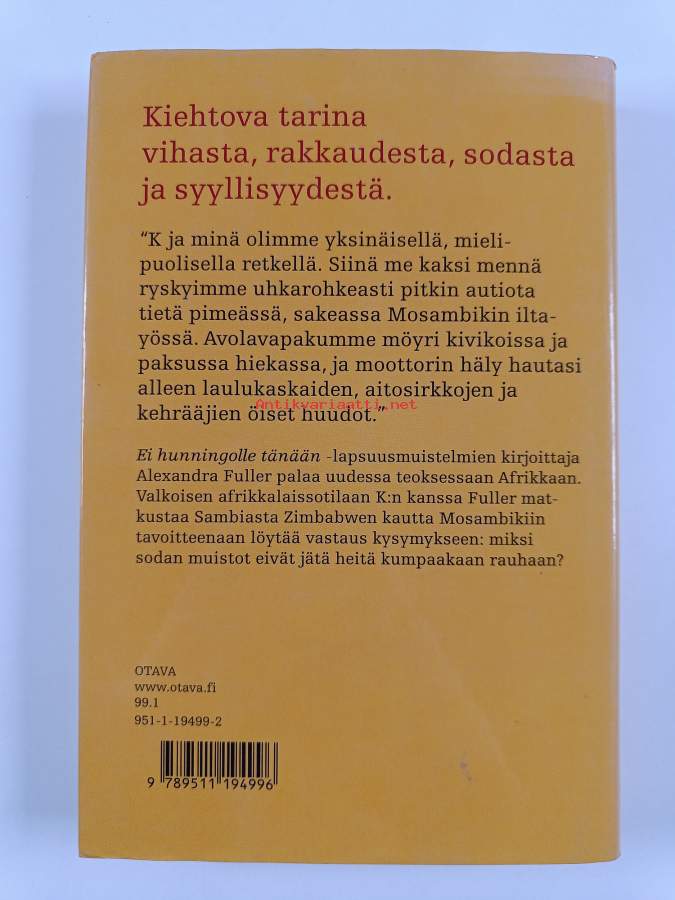 Kiehtova tarina
vihasta, rakkaudesta, sodasta
ja syyllisyydestä.
“K ja minä olimme yksinäisellä, mieli-
puolisella retkellä. Siinä me kaksi mennä
ryskyimme uhkarohkeasti pitkin autiota
tietä pimeässä, sakeassa Mosambikin ilta-
yössä. Avolavapakumme möyri kivikoissa ja
paksussa hiekassa, ja moottorin häly hautasi
alleen laulukaskaiden, aitosirkkojen ja
Antikvariaatti.net
kehrääjien öiset huudot.”
Ei hunningolle tänään -lapsuusmuistelmien kirjoittaja
Alexandra Fuller palaa uudessa teoksessaan Afrikkaan.
Valkoisen afrikkalaissotilaan K:n kanssa Fuller mat-
kustaa Sambiasta Zimbabwen kautta Mosambikiin
tavoitteenaan löytää vastaus kysymykseen: miksi
sodan muistot eivät jätä heitä kumpaakaan rauhaan?
OTAVA
www.otava.fi
99.1
951-1-19499-2
9 789511 194996